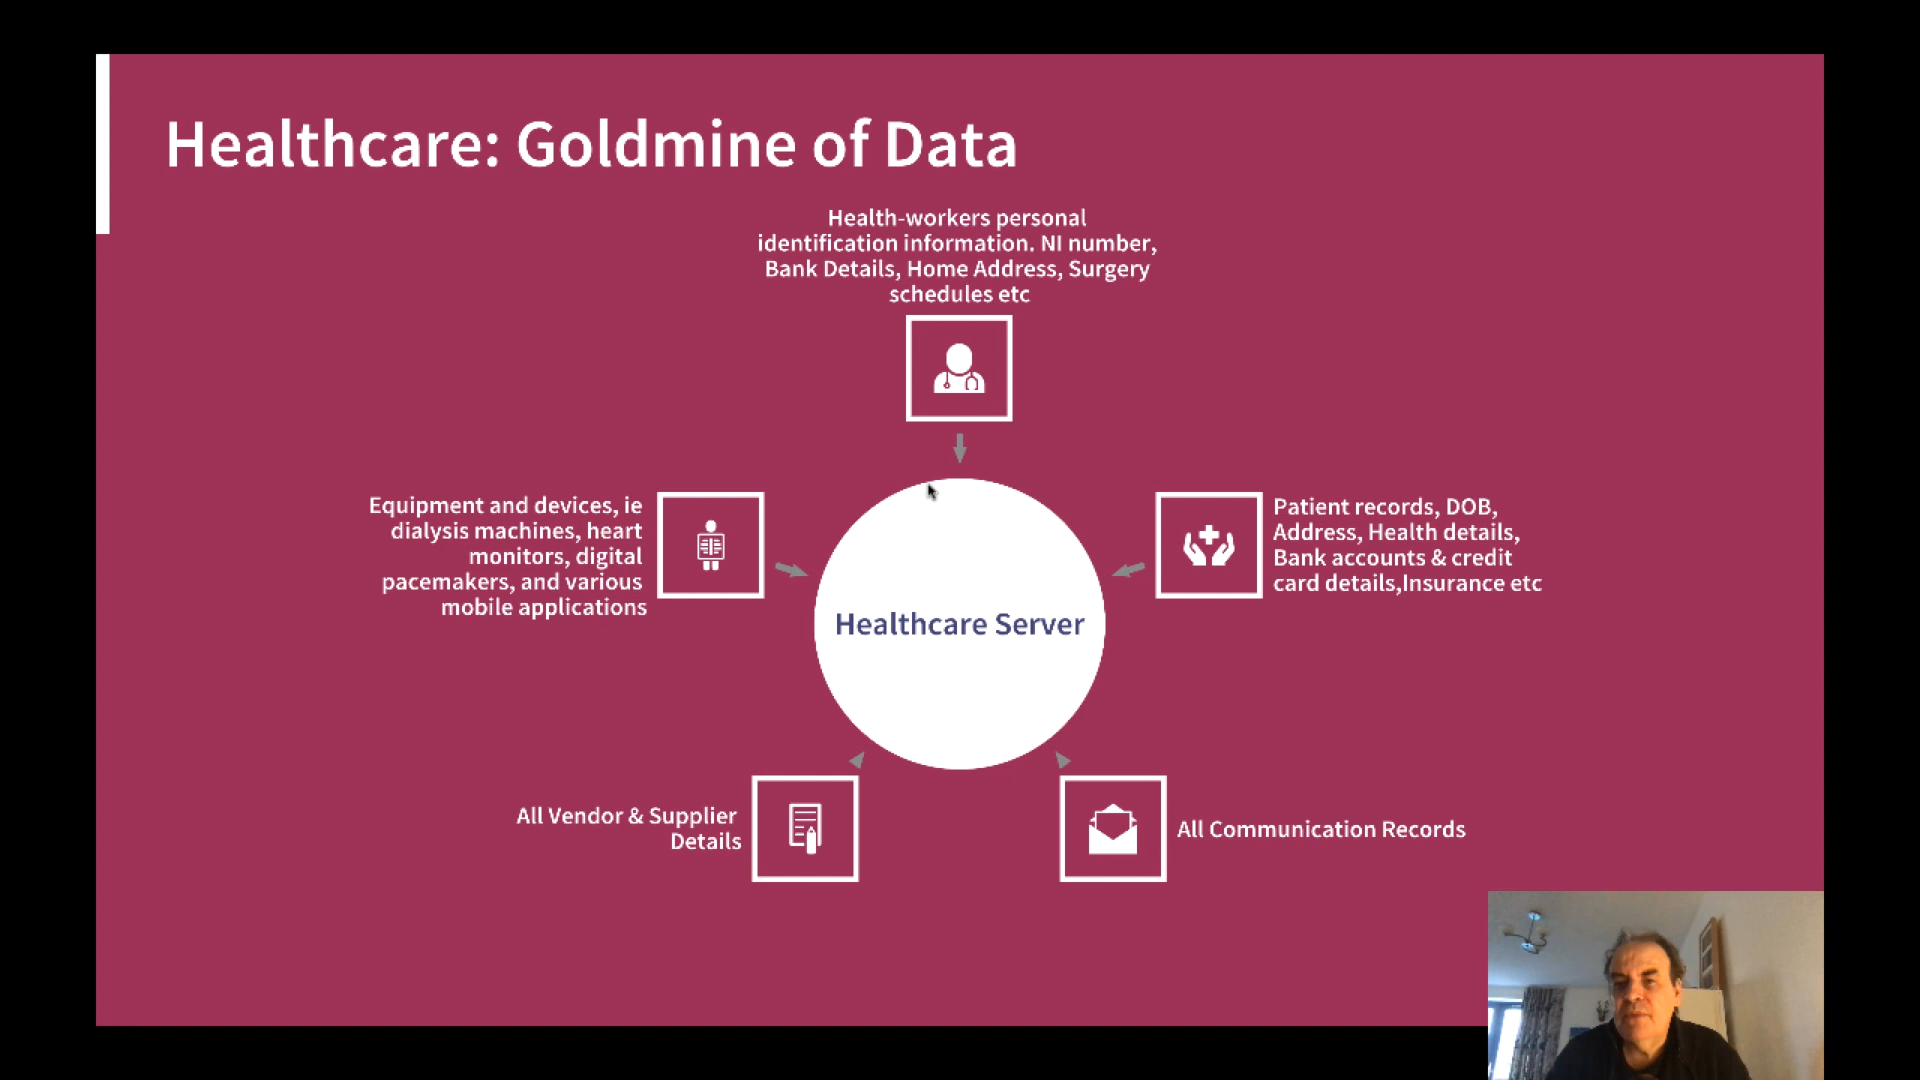 Healthcare: Goldmine of Data
Health-workers personal
identification information. NI number,
Bank Details, Home Address, Surgery
schedules etc
Equipment and devices, ie
dialysis machines, heart
monitors, digital
pacemakers, and various
mobile applications
Patient records, DOB,
Address, Health details,
Bank accounts & credit
card details,Insurance etc
Healthcare Server
All Vendor & Supplier
Details
All Communication Records